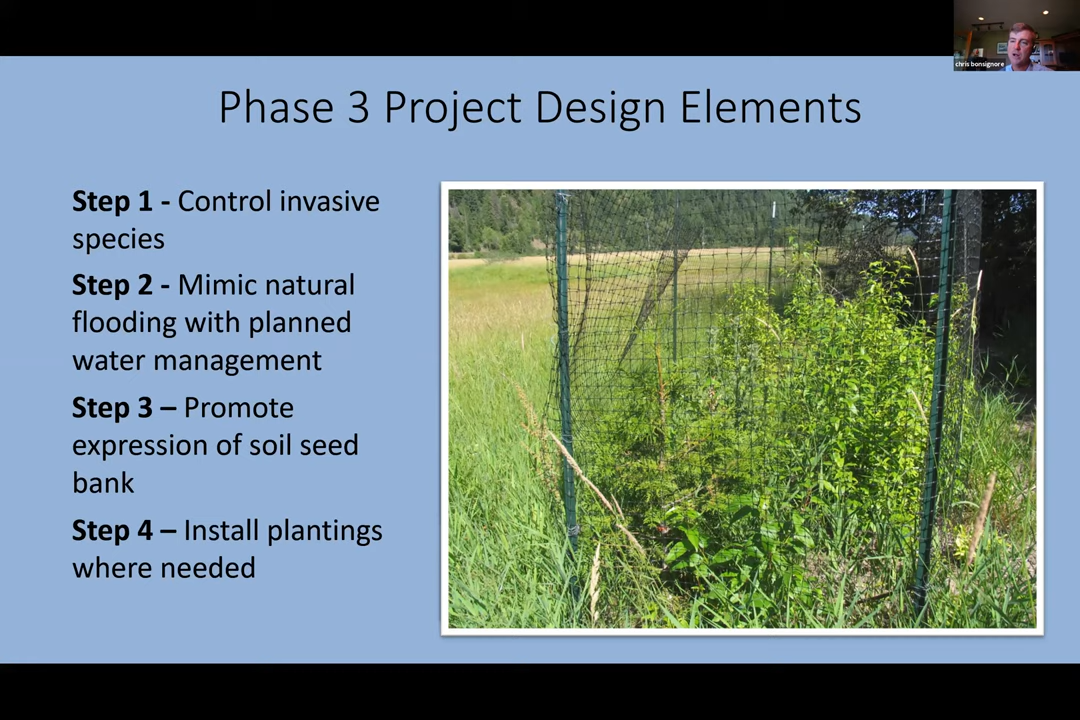 chris bonsignore
Phase 3 Project Design Elements
Step 1 - Control invasive
species
Step 2 - Mimic natural
flooding with planned
water management
Step 3 – Promote
expression of soil seed
bank
Step 4 – Install plantings
where needed